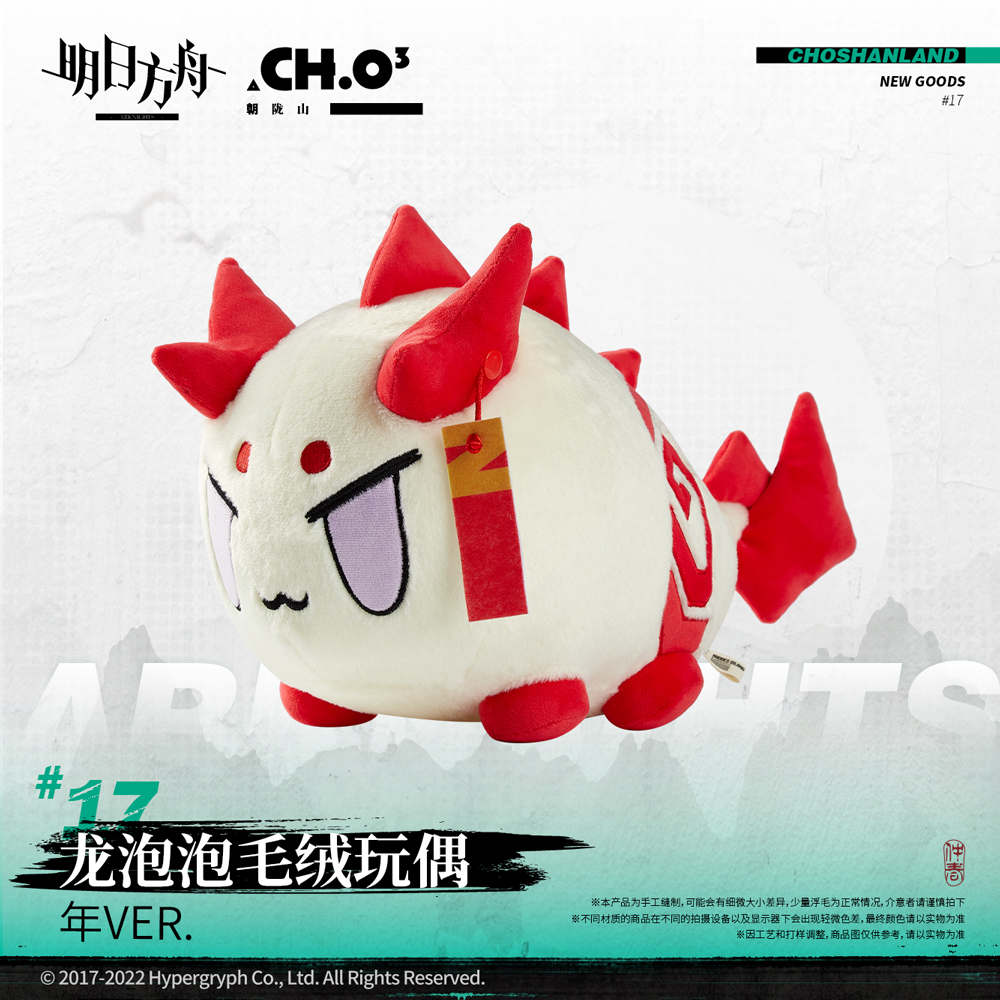 明日方舟
ARKNIGHTS
CH.O³
朝陇山
CHOSHANLAND
NEW GOODS
#17
ARKNIGHTS
#17
龙泡泡毛绒玩偶
年VER.
仲春
※本产品为手工缝制,可能会有细微大小差异,少量浮毛为正常情况,介意者请谨慎拍下
※不同材质的商品在不同的拍摄设备以及显示器下会出现轻微色差,最终颜色请以实物为准
※因工艺和打样调整,商品图仅供参考,请以实物为准
© 2017-2022 Hypergryph Co., Ltd. All Rights Reserved.